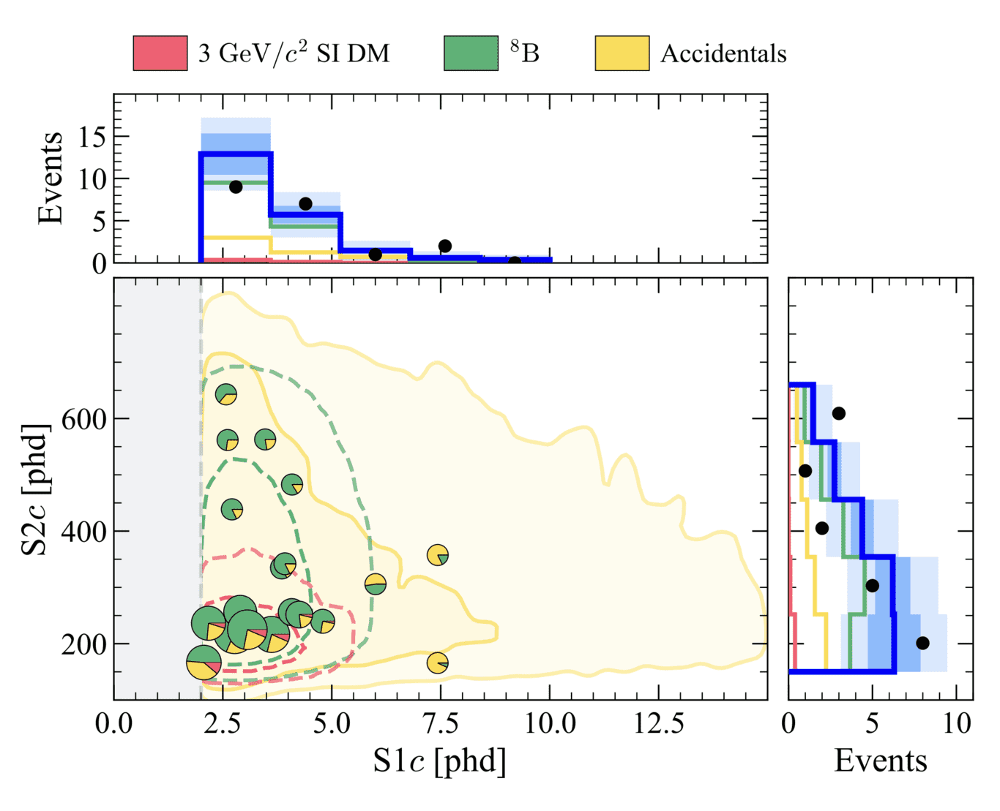 3 GeV/c² SI DM ⁸B Accidentals
Events
15
10
5
0
S2c [phd]
600
400
200
0.0 2.5 5.0 7.5 10.0 12.5 0 5 10
S1c [phd] Events